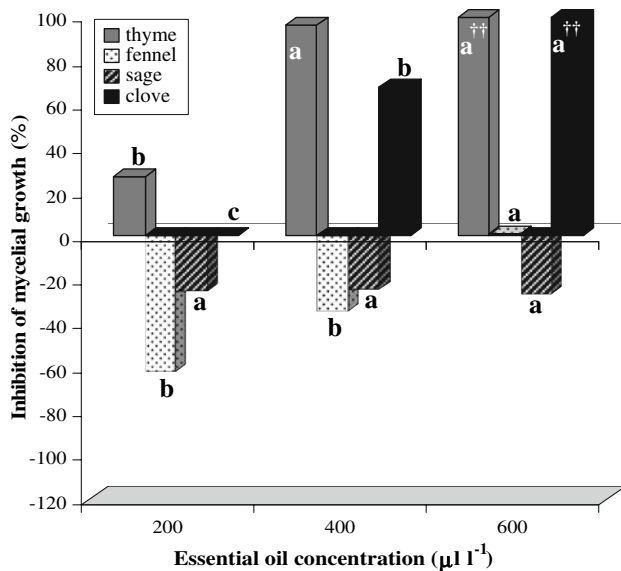 100
80
60
40
20
0
-20
-40
-60
-80
-100
-120
Inhibition of mycelial growth (%)
thyme
fennel
sage
clove
b
c
b
a
a
b
b
a
a††
a
a††
a
200
400
600
Essential oil concentration (µl l⁻¹)